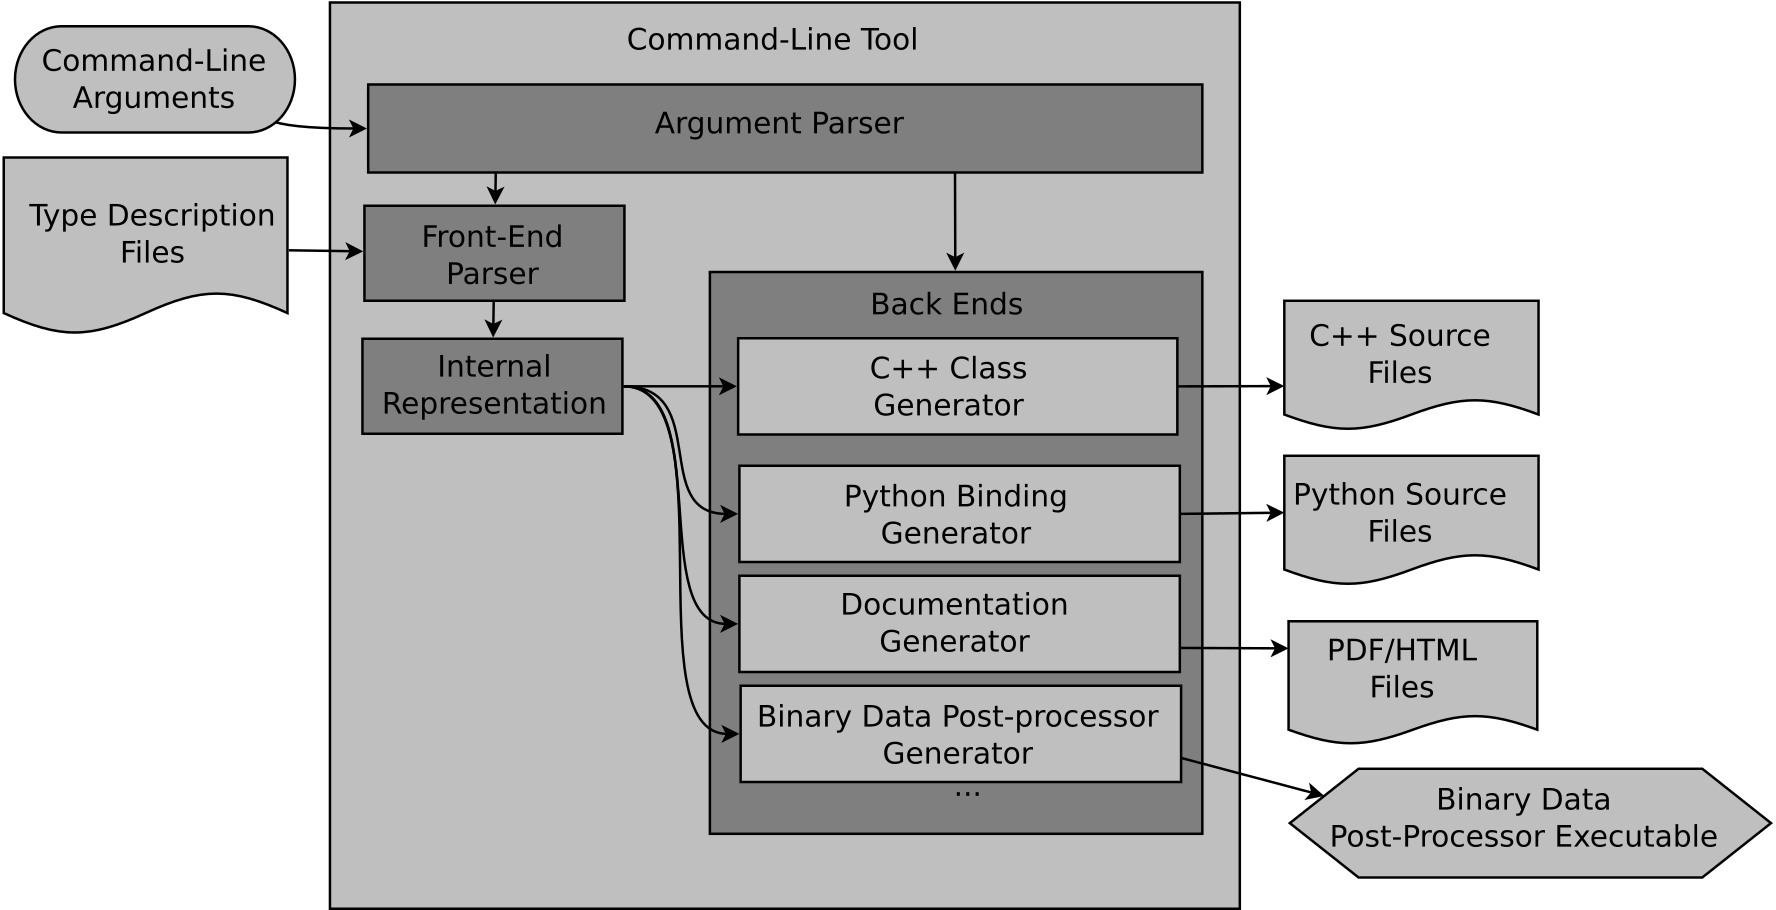 Command-Line Tool
Command-Line
Arguments
Argument Parser
Type Description
Files
Front-End
Parser
Internal
Representation
Back Ends
C++ Class
Generator
Python Binding
Generator
Documentation
Generator
Binary Data Post-processor
Generator
...
C++ Source
Files
Python Source
Files
PDF/HTML
Files
Binary Data
Post-Processor Executable